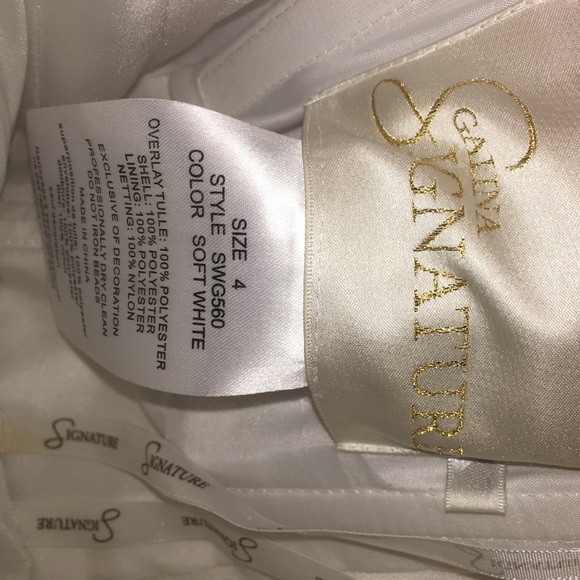 GALINA
SIGNATURE
SIZE 4
STYLE SWG560
COLOR SOFT WHITE
OVERLAY TULLE: 100% POLYESTER
SHELL: 100% POLYESTER
LINING: 100% POLYESTER
NETTING: 100% NYLON
EXCLUSIVE OF DECORATION
PROFESSIONALLY DRY CLEAN
DO NOT IRON BEADS
MADE IN CHINA
SIGNATURE
SIGNATURE
SIGNATURE
SIGNATURE